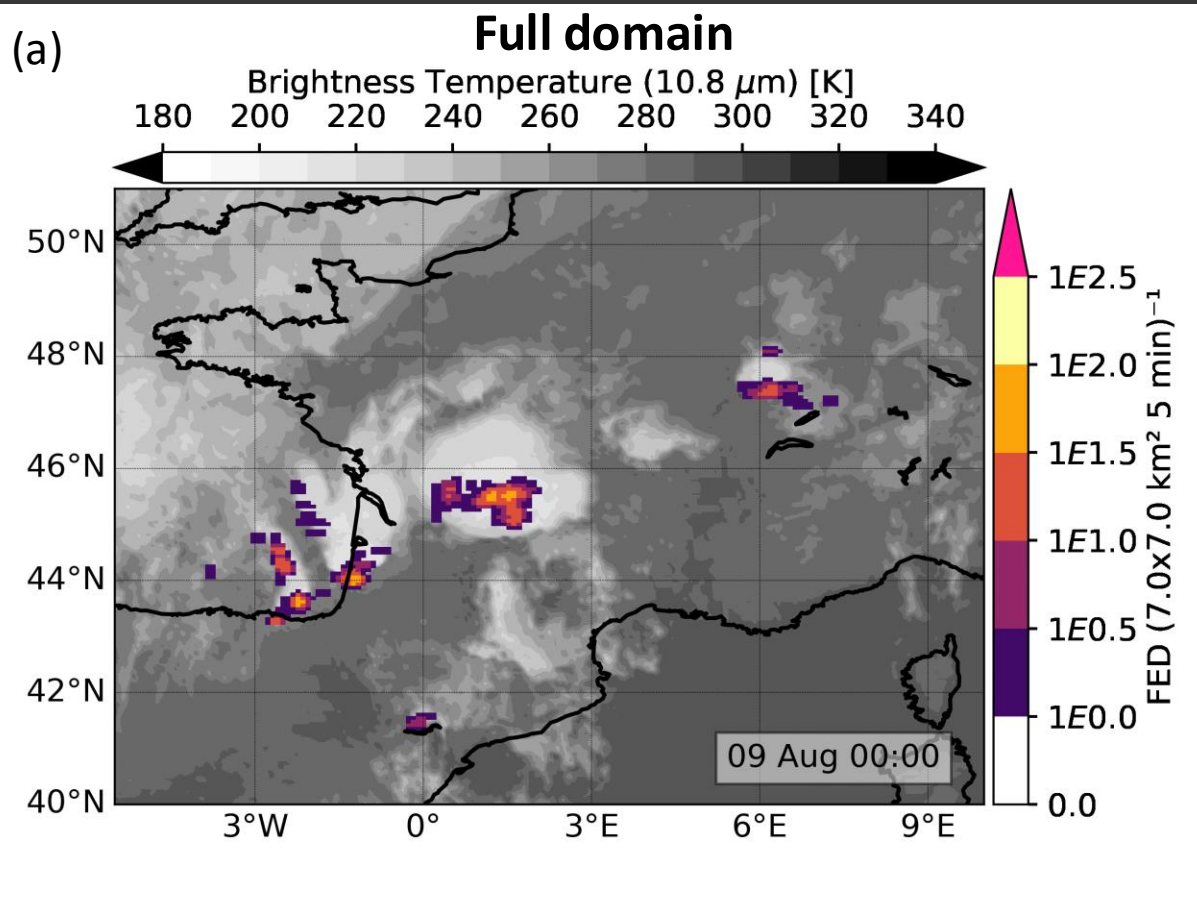 (a)
Full domain
Brightness Temperature (10.8 μm) [K]
180 200 220 240 260 280 300 320 340
50°N
48°N
46°N
44°N
42°N
40°N
3°W 0° 3°E 6°E 9°E
09 Aug 00:00
1E2.5
1E2.0
1E1.5
1E1.0
1E0.5
1E0.0
0.0
FED (7.0x7.0 km² 5 min)⁻¹